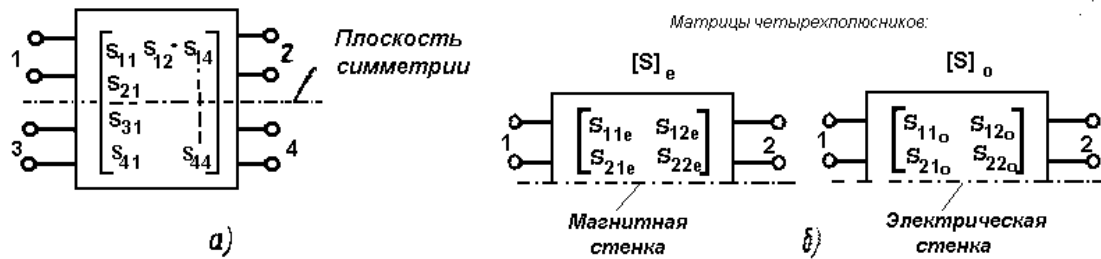 Матрицы четырехполюсников:
Плоскость
симметрии
1
2
3
4
S11 S12 - S14
S21
S31
S41 S44
а)
[S] e
1
2
S11e S12e
S21e S22e
Магнитная
стенка
[S] o
1
2
S11o S12o
S21o S22o
Электрическая
стенка
б)